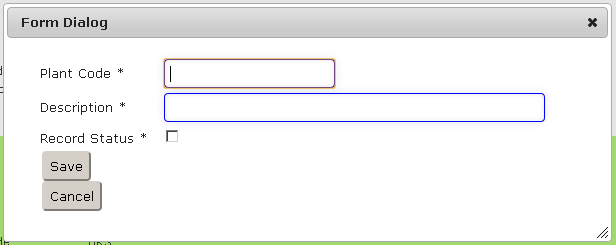 Form Dialog
Plant Code *
Description *
Record Status *
Save
Cancel